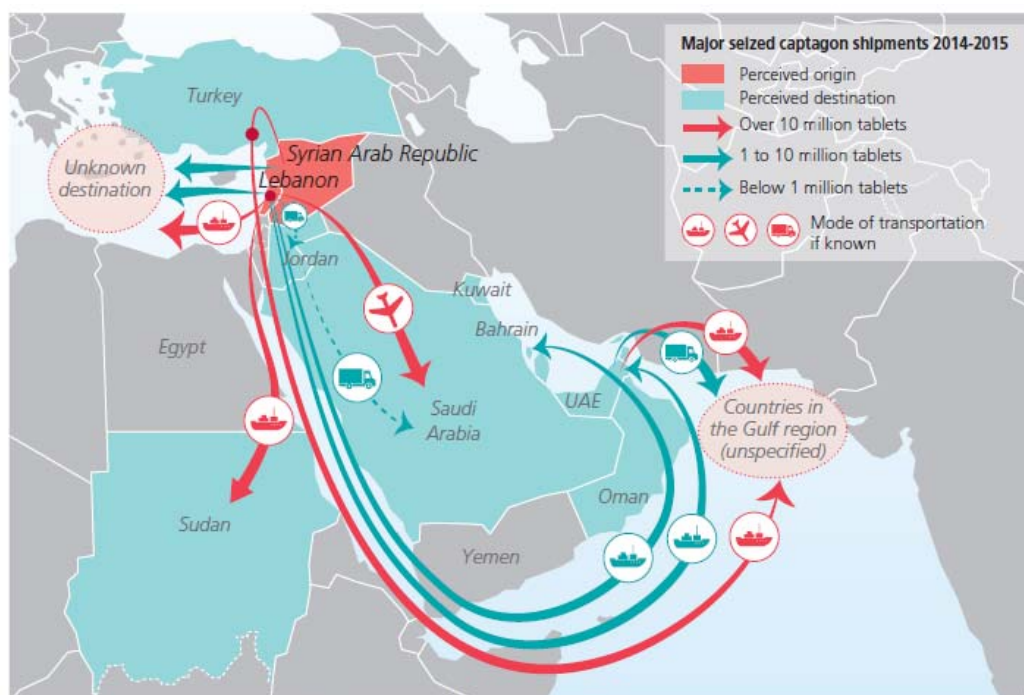 Major seized captagon shipments 2014-2015
Perceived origin
Perceived destination
Over 10 million tablets
1 to 10 million tablets
Below 1 million tablets
Mode of transportation
if known
Turkey
Syrian Arab Republic
Unknown
destination
Lebanon
Jordan
Kuwait
Egypt
Bahrain
UAE
Saudi
Arabia
Countries in
the Gulf region
(unspecified)
Oman
Sudan
Yemen